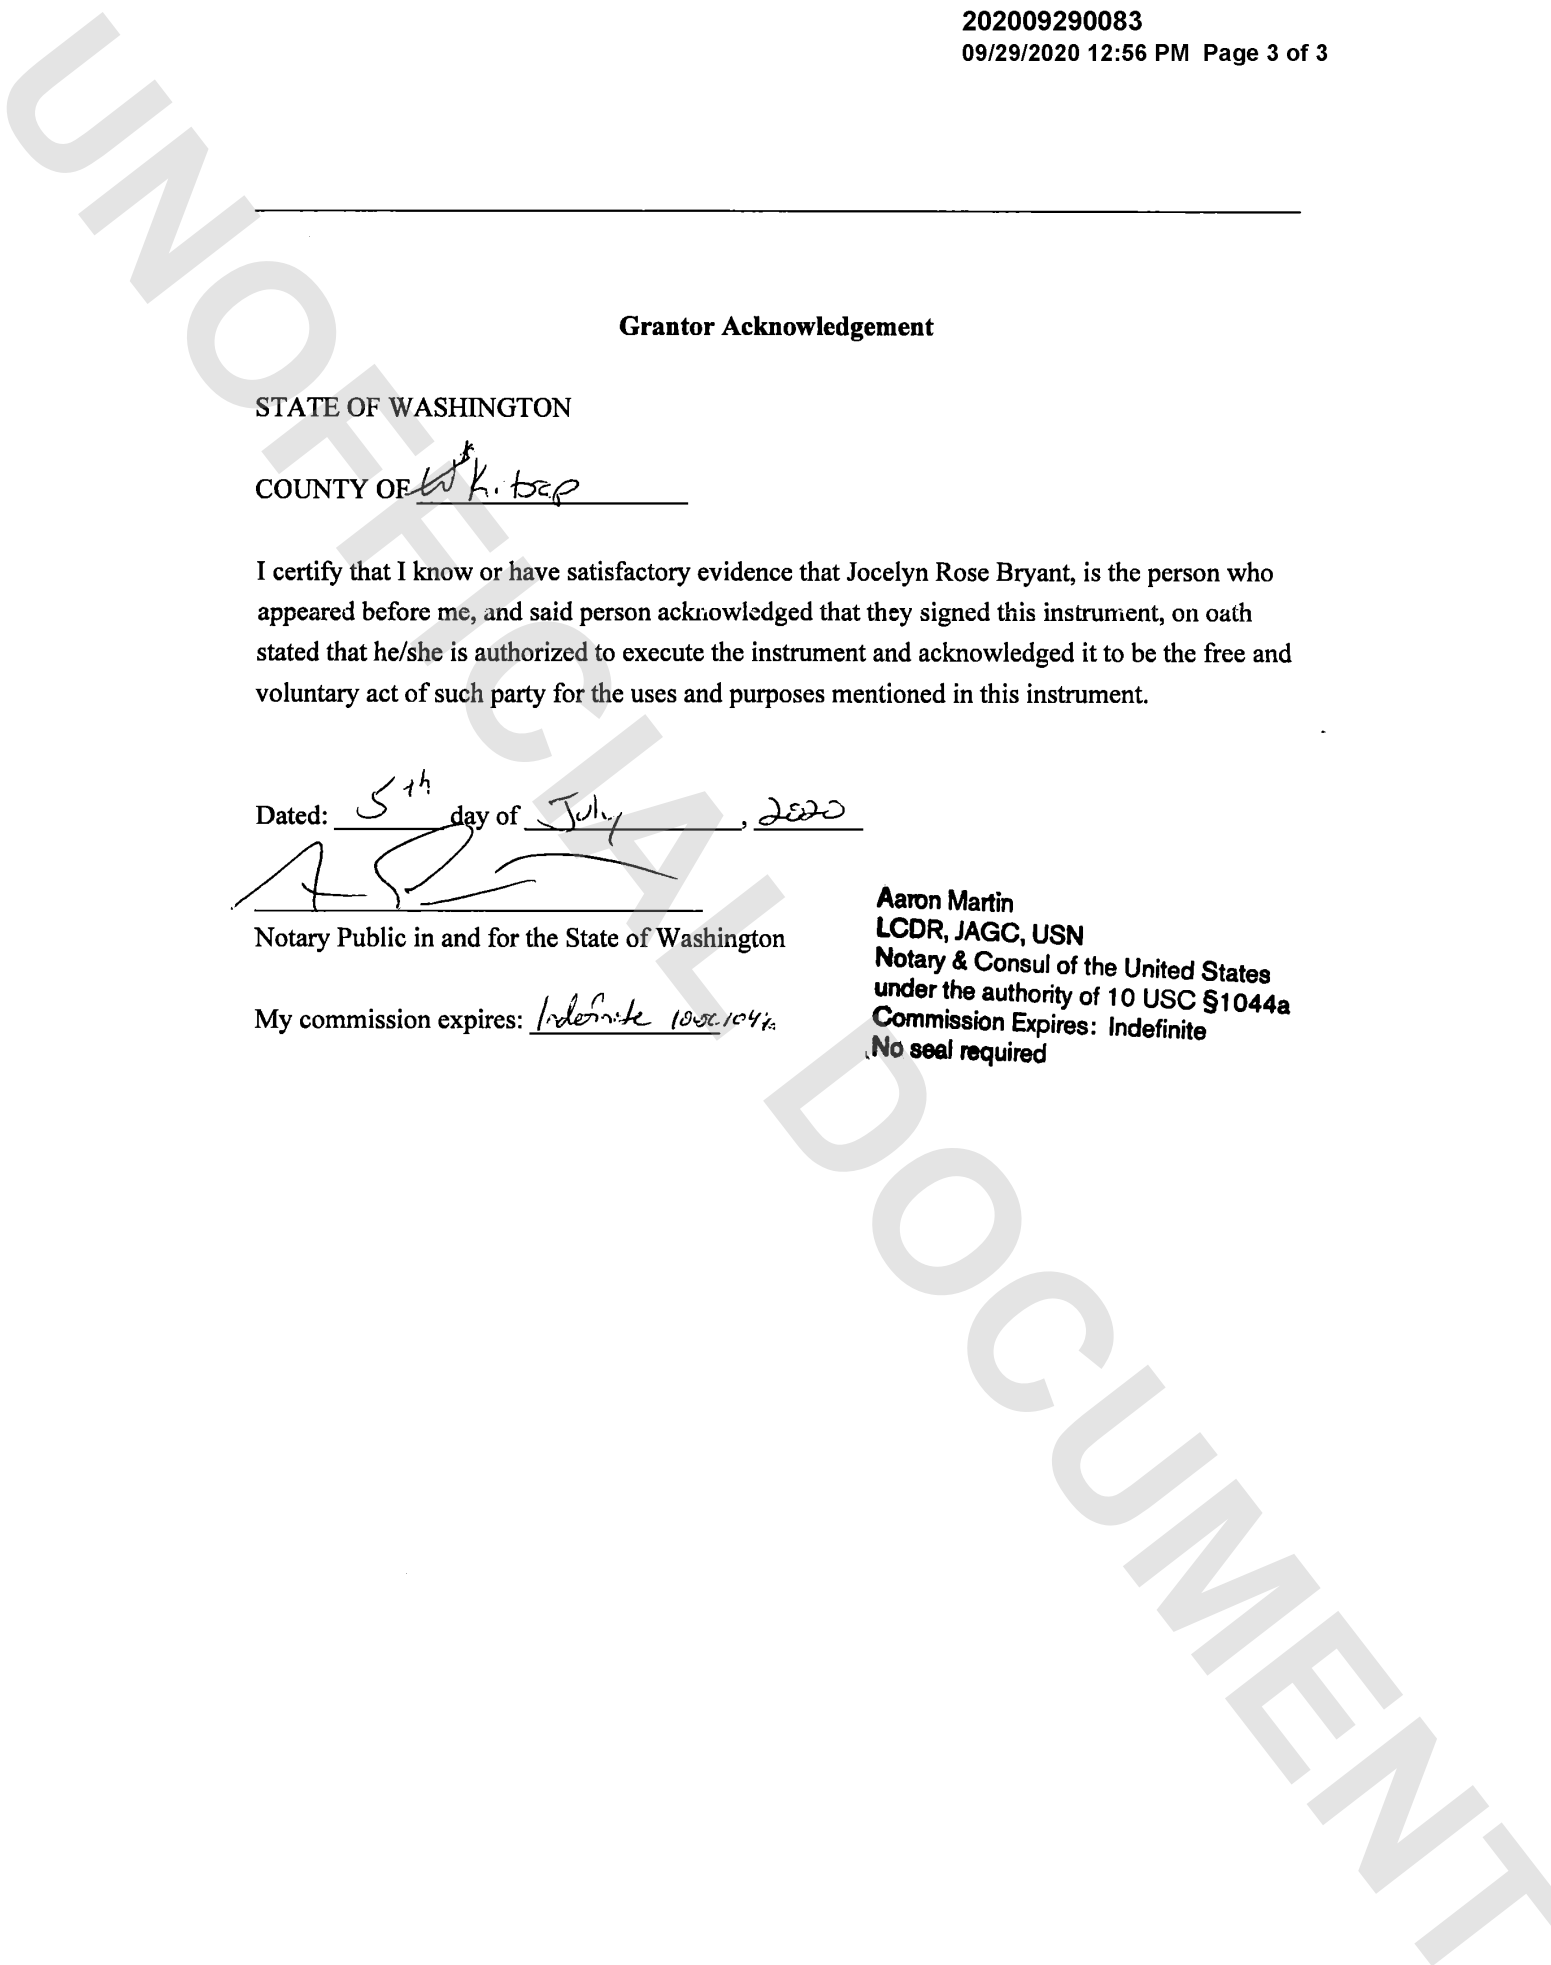 202009290083
09/29/2020 12:56 PM Page 3 of 3
Grantor Acknowledgement
STATE OF WASHINGTON
COUNTY OF Kitsap
I certify that I know or have satisfactory evidence that Jocelyn Rose Bryant, is the person who
appeared before me, and said person acknowledged that they signed this instrument, on oath
stated that he/she is authorized to execute the instrument and acknowledged it to be the free and
voluntary act of such party for the uses and purposes mentioned in this instrument.
Dated: 5th day of July, 2020
Notary Public in and for the State of Washington
My commission expires: Indefinite 10 USC 1044a
Aaron Martin
LCDR, JAGC, USN
Notary & Consul of the United States
under the authority of 10 USC §1044a
Commission Expires: Indefinite
No seal required
UNOFFICIAL DOCUMENT